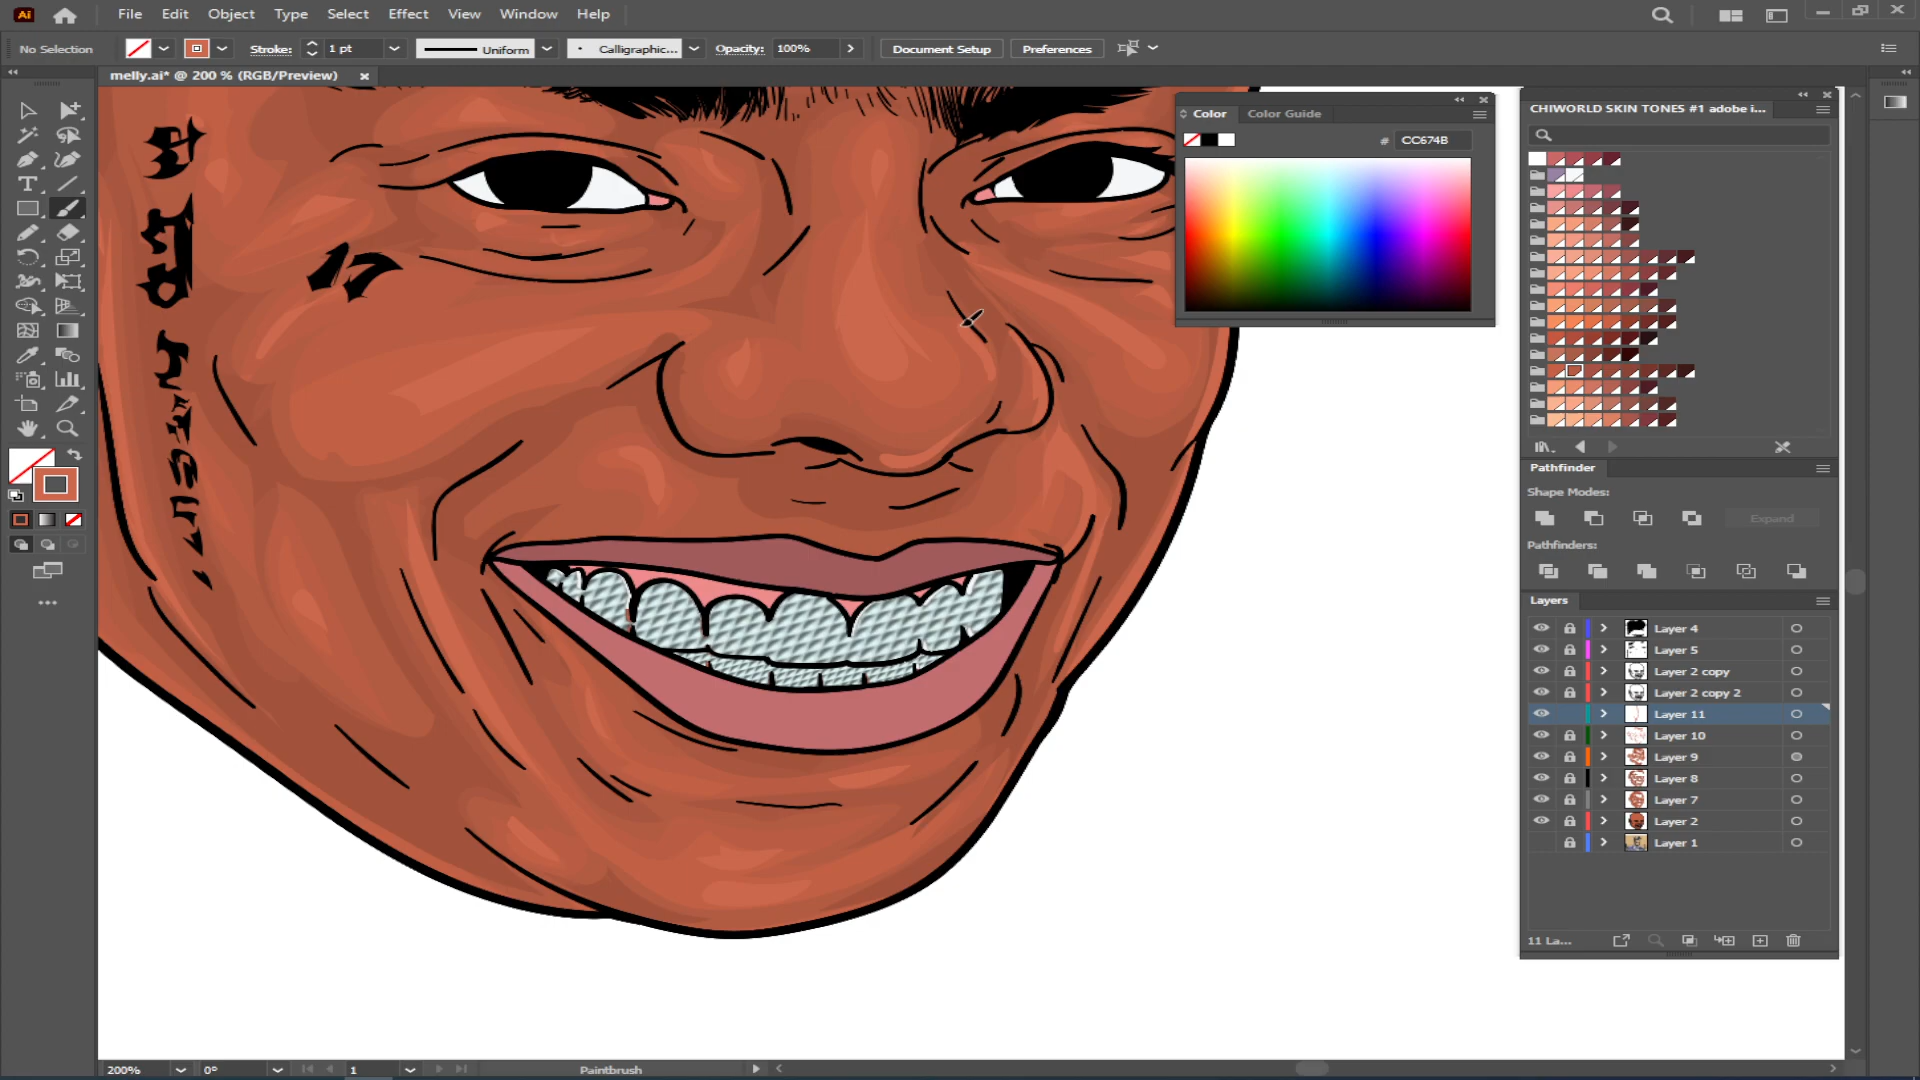 Ai
File Edit Object Type Select Effect View Window Help
No Selection Stroke: 1 pt Uniform Calligraphic... Opacity: 100% Document Setup Preferences
melly.ai* @ 200 % (RGB/Preview)
Color Color Guide
# CC674B
CHIWORLD SKIN TONES #1 adobe i...
Pathfinder
Shape Modes:
Expand
Pathfinders:
Layers
Layer 4
Layer 5
Layer 2 copy
Layer 2 copy 2
Layer 11
Layer 10
Layer 9
Layer 8
Layer 7
Layer 2
Layer 1
11 La...
200% 0° 1 Paintbrush